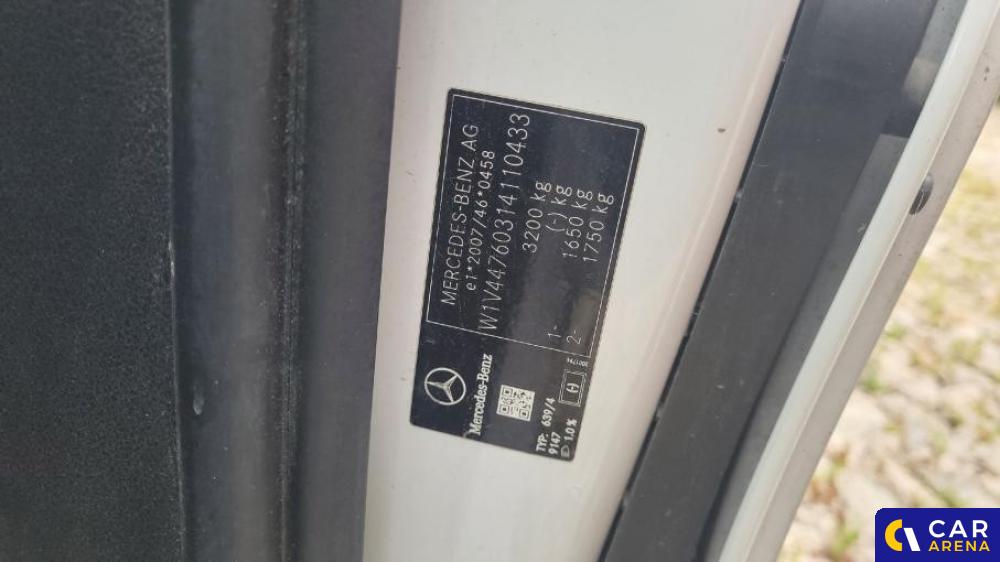 MERCEDES-BENZ AG
e1*2007/46*0458
W1V44760314110433
3200 kg
(-) kg
1- 1650 kg
2- 1750 kg
Mercedes-Benz
TYP: 639/4
9147
1.0%
CAR
ARENA